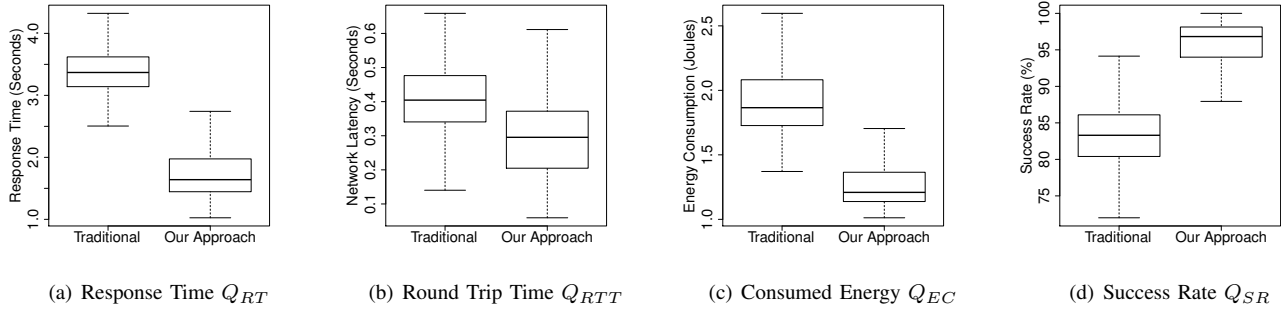 Response Time (Seconds)
1.0 2.0 3.0 4.0
Traditional Our Approach
(a) Response Time Q_RT
Network Latency (Seconds)
0.1 0.2 0.3 0.4 0.5 0.6
Traditional Our Approach
(b) Round Trip Time Q_RTT
Energy Consumption (Joules)
1.0 1.5 2.0 2.5
Traditional Our Approach
(c) Consumed Energy Q_EC
Success Rate (%)
75 80 85 90 95 100
Traditional Our Approach
(d) Success Rate Q_SR